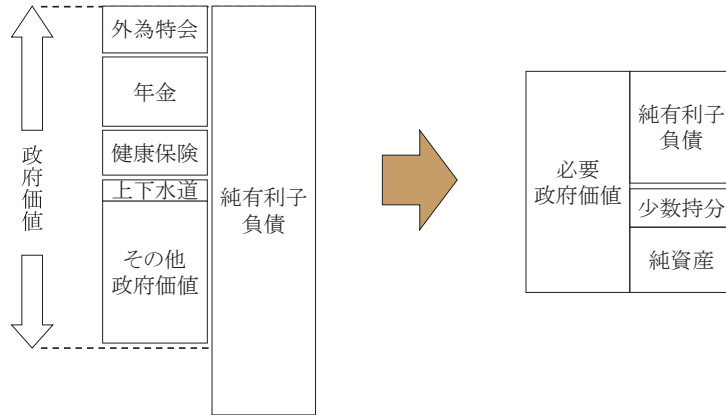 政府価値
外為特会
年金
健康保険
上下水道
その他
政府価値
純有利子
負債
必要
政府価値
純有利子
負債
少数持分
純資産